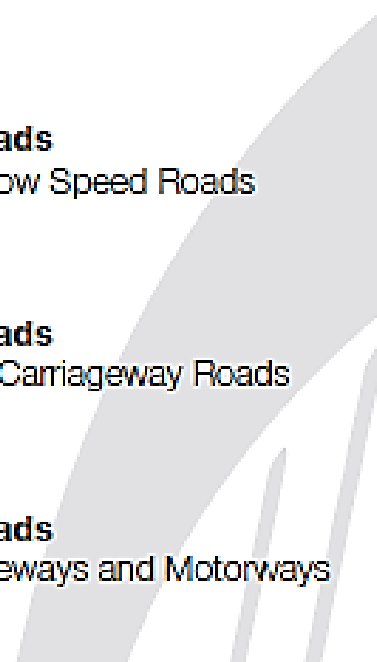 ads
ow Speed Roads
ads
Carriageway Roads
ads
eways and Motorways